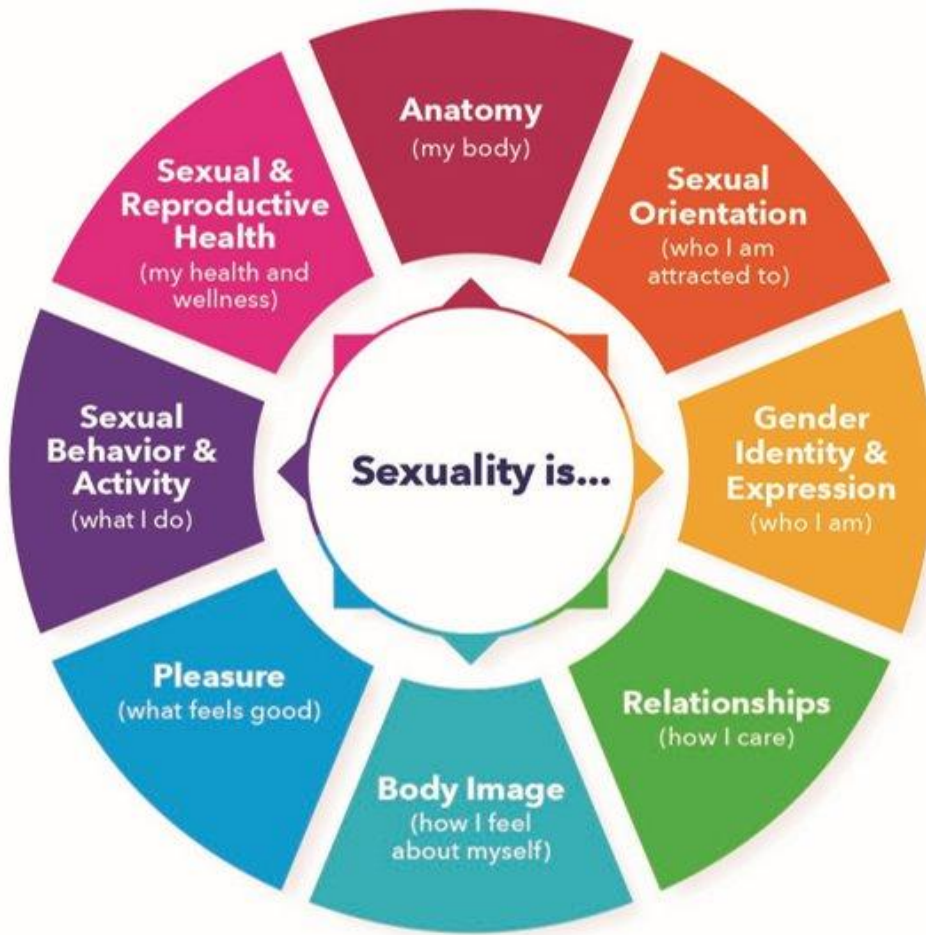 Sexuality is...
Anatomy
(my body)
Sexual
Orientation
(who I am
attracted to)
Gender
Identity &
Expression
(who I am)
Relationships
(how I care)
Body Image
(how I feel
about myself)
Pleasure
(what feels good)
Sexual
Behavior &
Activity
(what I do)
Sexual &
Reproductive
Health
(my health and
wellness)